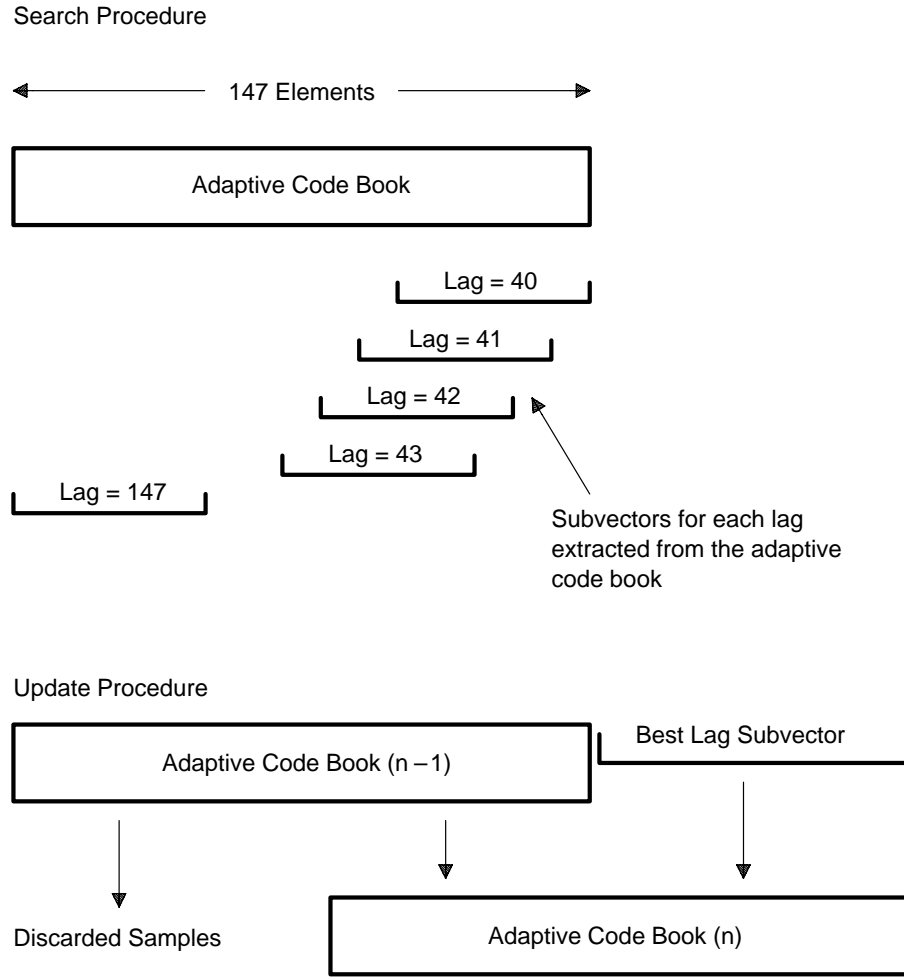 Search Procedure
147 Elements
Adaptive Code Book
Lag = 40
Lag = 41
Lag = 42
Lag = 43
Lag = 147
Subvectors for each lag
extracted from the adaptive
code book
Update Procedure
Best Lag Subvector
Adaptive Code Book (n – 1)
Discarded Samples
Adaptive Code Book (n)